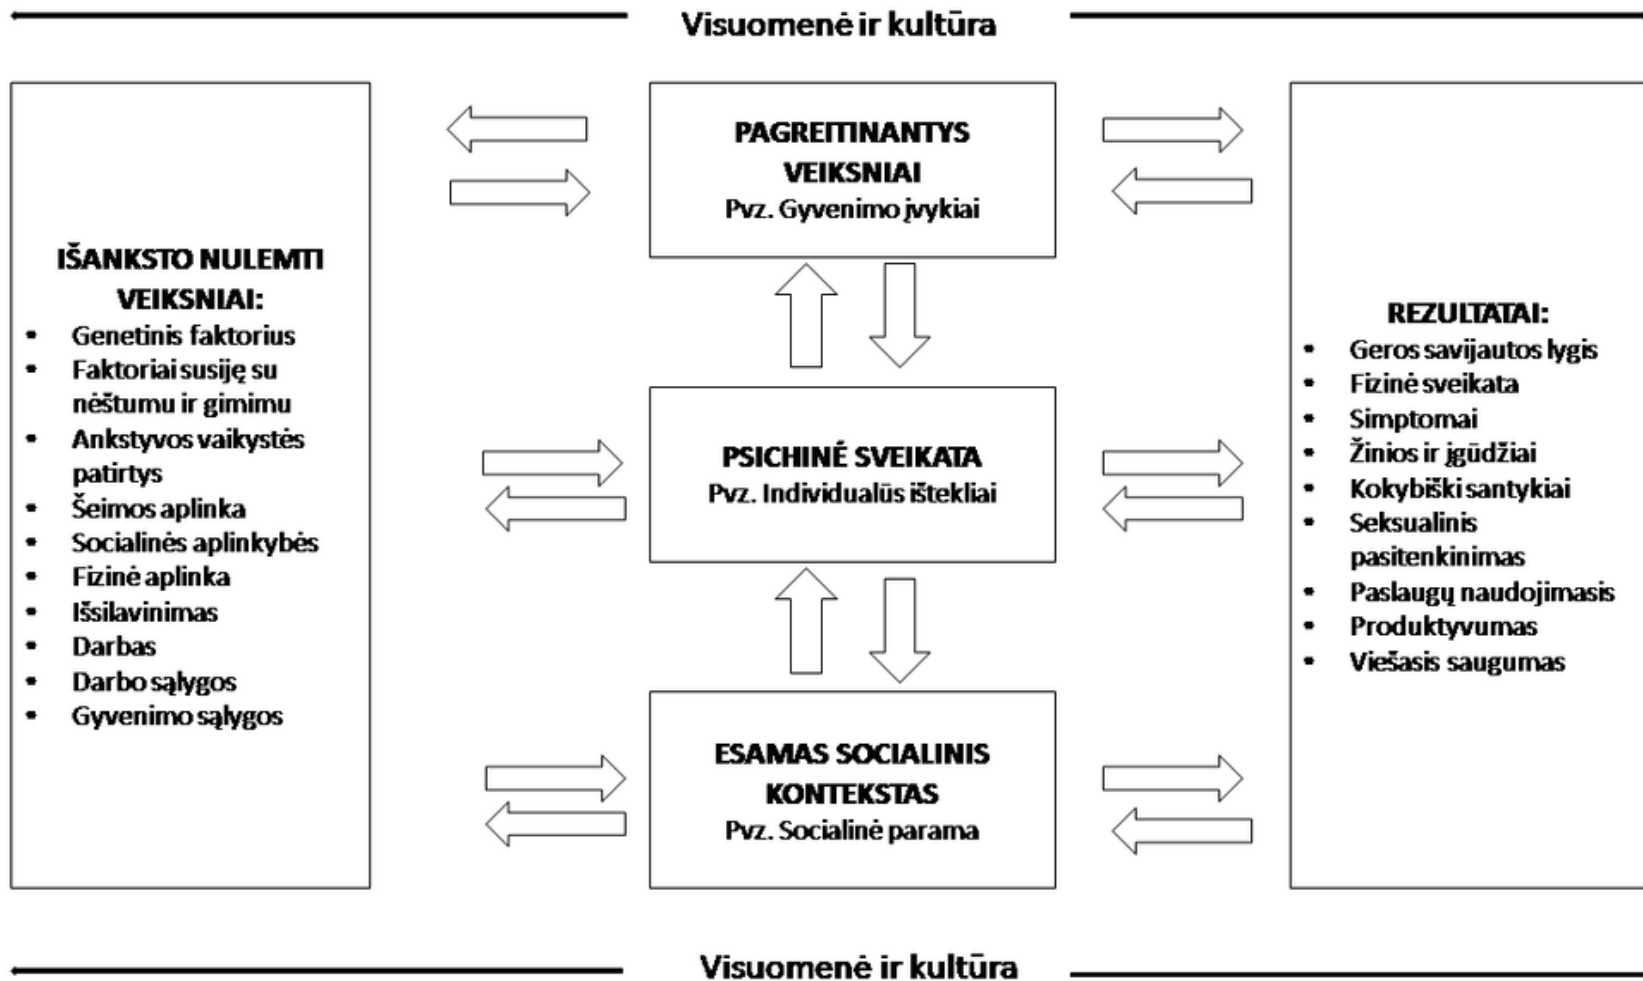 Visuomenė ir kultūra
IŠANKSTO NULEMTI
VEIKSNIAI:
• Genetinis faktorius
• Faktoriai susiję su
nėštumu ir gimimu
• Ankstyvos vaikystės
patirtys
• Šeimos aplinka
• Socialinės aplinkybės
• Fizinė aplinka
• Išsilavinimas
• Darbas
• Darbo sąlygos
• Gyvenimo sąlygos
PAGREITINANTYS
VEIKSNIAI
Pvz. Gyvenimo įvykiai
PSICHINĖ SVEIKATA
Pvz. Individualūs ištekliai
ESAMAS SOCIALINIS
KONTEKSTAS
Pvz. Socialinė parama
REZULTATAI:
• Geros savijautos lygis
• Fizinė sveikata
• Simptomai
• Žinios ir įgūdžiai
• Kokybiški santykiai
• Seksualinis
pasitenkinimas
• Paslaugų naudojimasis
• Produktyvumas
• Viešasis saugumas
Visuomenė ir kultūra